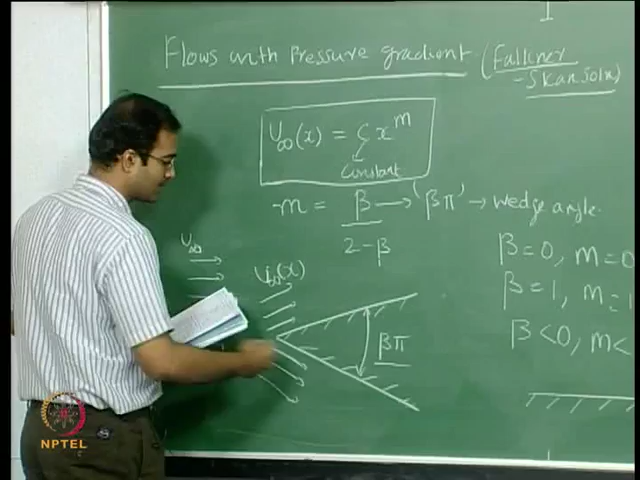 Flows with Pressure gradient (Falkner
-Skan soln)
U∞(x) = C x^m
constant
m = β/(2-β) → 'βπ' → wedge angle.
β=0, m=0
β=1, m=1
β<0, m<
U∞
U∞(x)
βπ
NPTEL